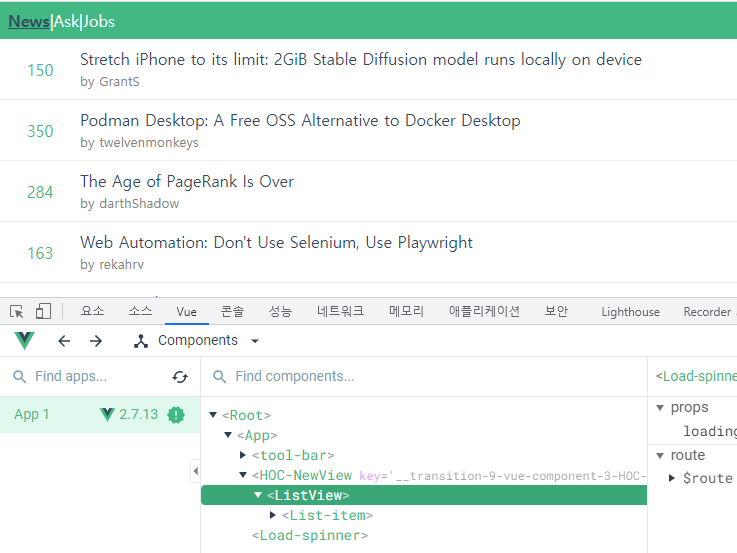 News|Ask|Jobs
150
Stretch iPhone to its limit: 2GiB Stable Diffusion model runs locally on device
by GrantS
350
Podman Desktop: A Free OSS Alternative to Docker Desktop
by twelvenmonkeys
284
The Age of PageRank Is Over
by darthShadow
163
Web Automation: Don't Use Selenium, Use Playwright
by rekahrv
요소 소스 Vue 콘솔 성능 네트워크 메모리 애플리케이션 보안 Lighthouse Recorder
Components
Find apps...
Find components...
<Load-spinne
App 1 2.7.13
<Root>
<App>
<tool-bar>
<HOC-NewView key='__transition-9-vue-component-3-HOC-
<ListView>
<List-item>
<Load-spinner>
props
loading
route
$route